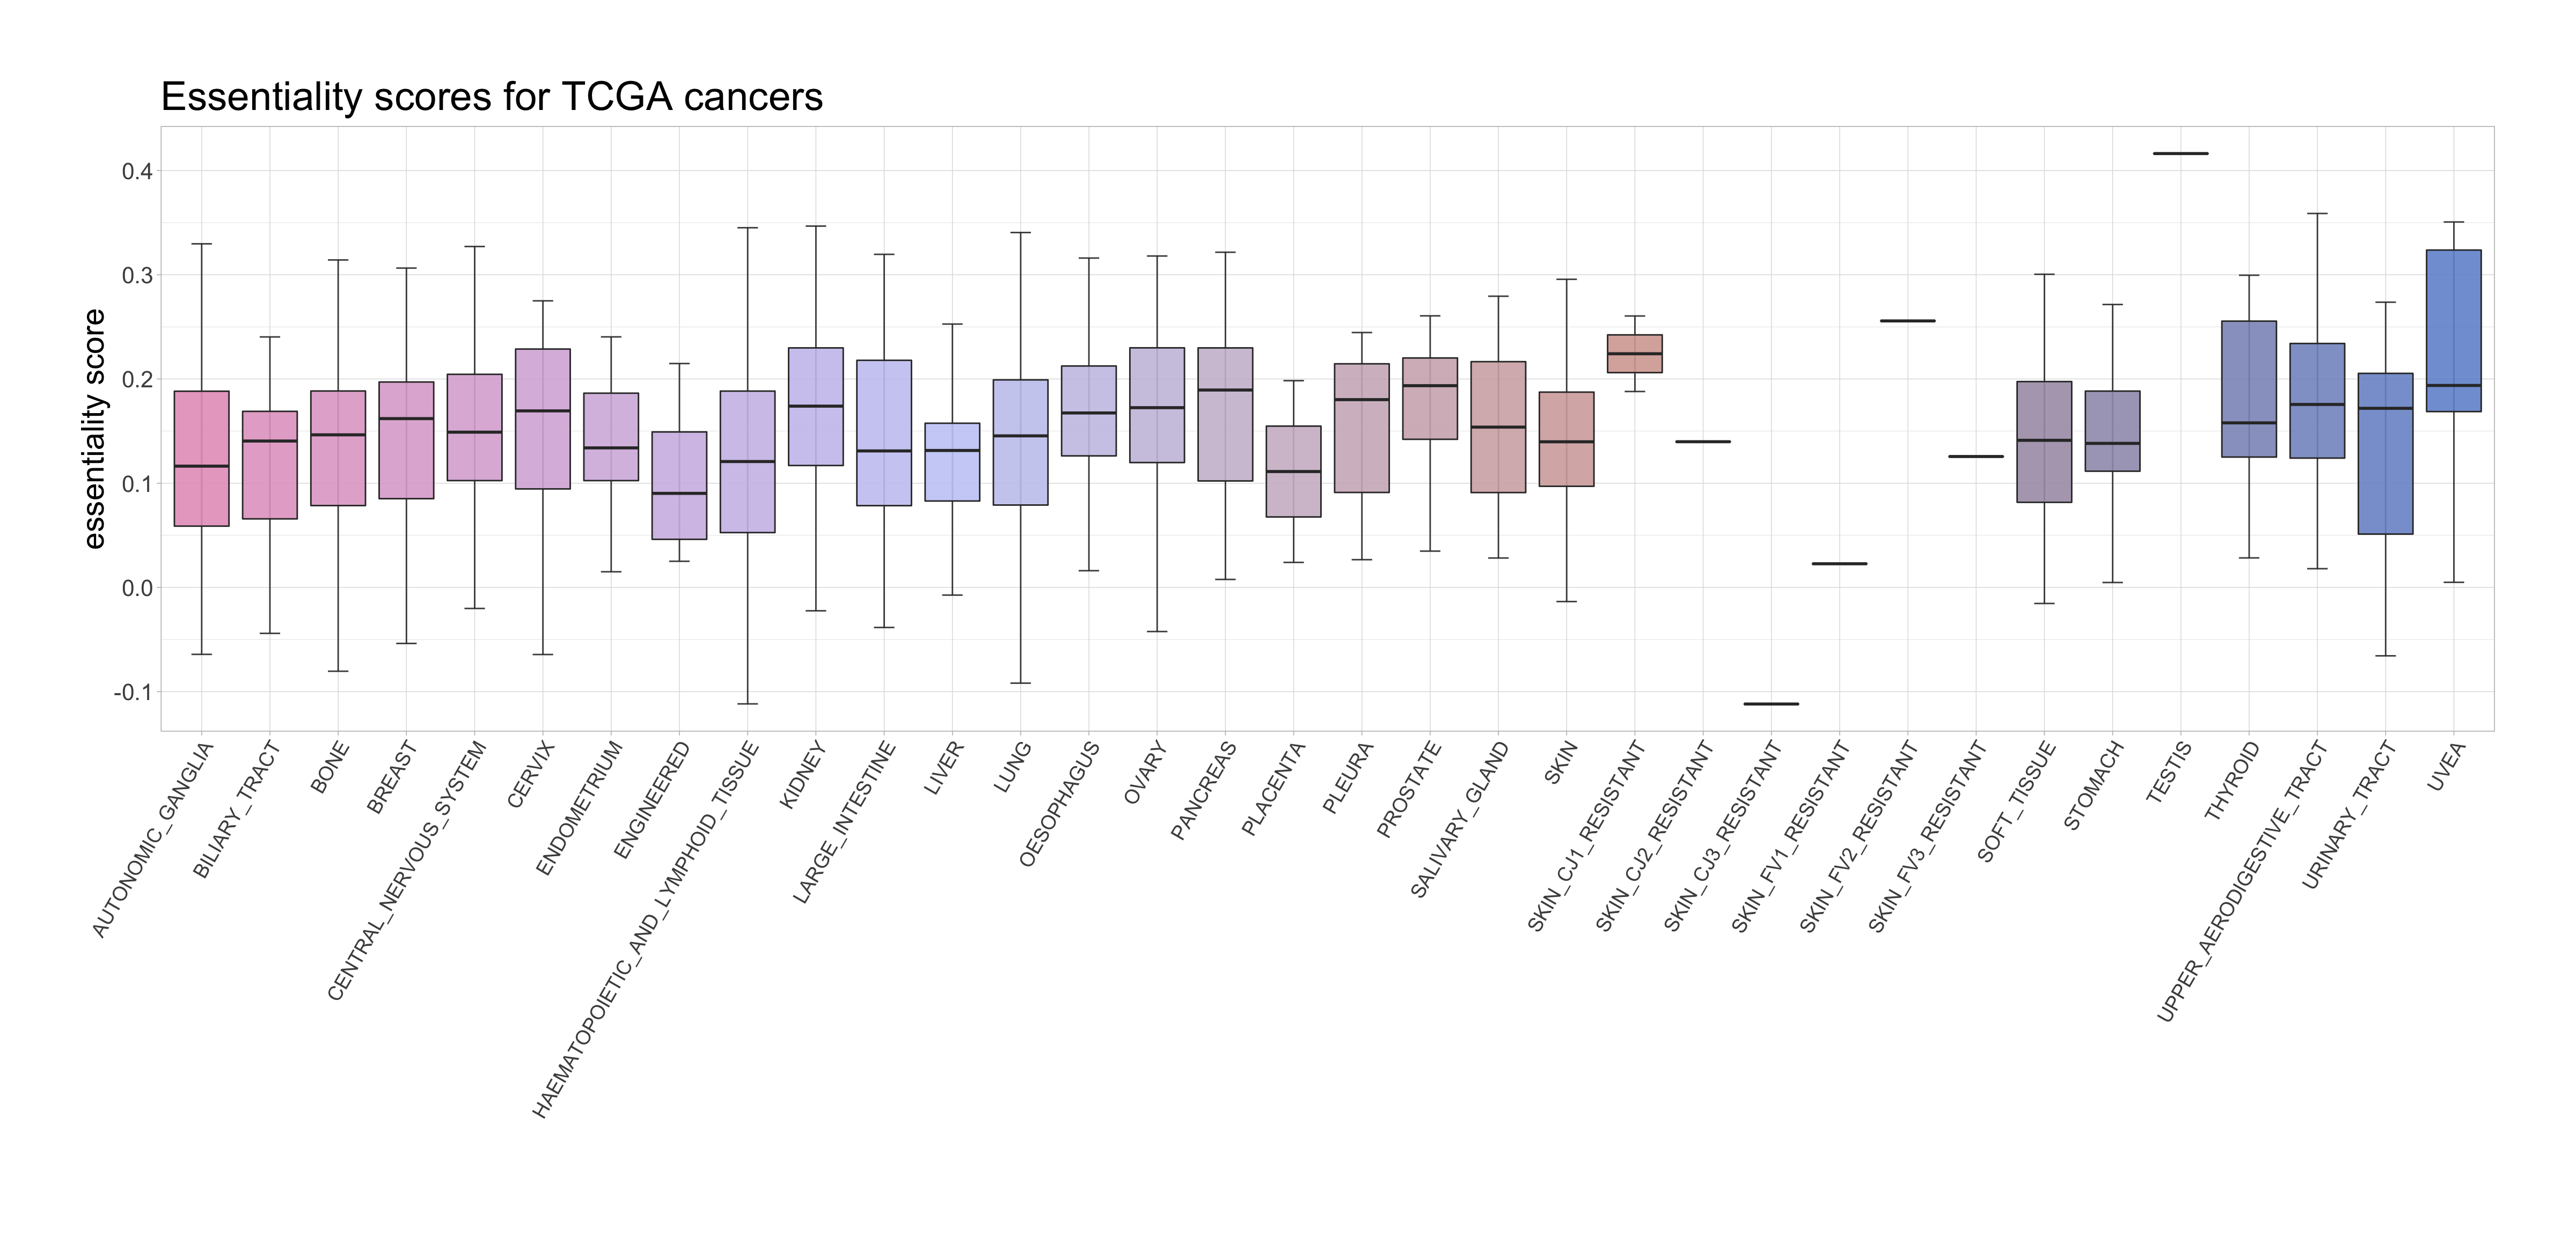 Essentiality scores for TCGA cancers
essentiality score
0.4
0.3
0.2
0.1
0.0
-0.1
AUTONOMIC_GANGLIA
BILIARY_TRACT
BONE
BREAST
CENTRAL_NERVOUS_SYSTEM
CERVIX
ENDOMETRIUM
ENGINEERED
HAEMATOPOIETIC_AND_LYMPHOID_TISSUE
KIDNEY
LARGE_INTESTINE
LIVER
LUNG
OESOPHAGUS
OVARY
PANCREAS
PLACENTA
PLEURA
PROSTATE
SALIVARY_GLAND
SKIN
SKIN_CJ1_RESISTANT
SKIN_CJ2_RESISTANT
SKIN_CJ3_RESISTANT
SKIN_FV1_RESISTANT
SKIN_FV2_RESISTANT
SKIN_FV3_RESISTANT
SOFT_TISSUE
STOMACH
TESTIS
THYROID
UPPER_AERODIGESTIVE_TRACT
URINARY_TRACT
UVEA